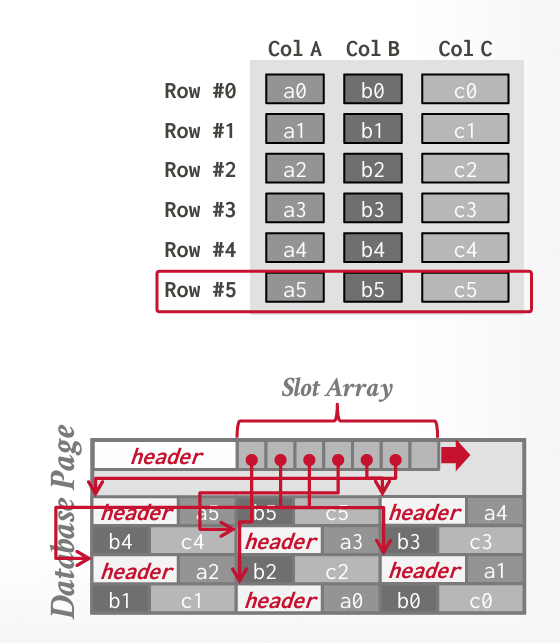 Col A Col B Col C
Row #0 a0 b0 c0
Row #1 a1 b1 c1
Row #2 a2 b2 c2
Row #3 a3 b3 c3
Row #4 a4 b4 c4
Row #5 a5 b5 c5
Slot Array
Database Page
header
header a5 b5 c5 header a4
b4 c4 header a3 b3 c3
header a2 b2 c2 header a1
b1 c1 header a0 b0 c0